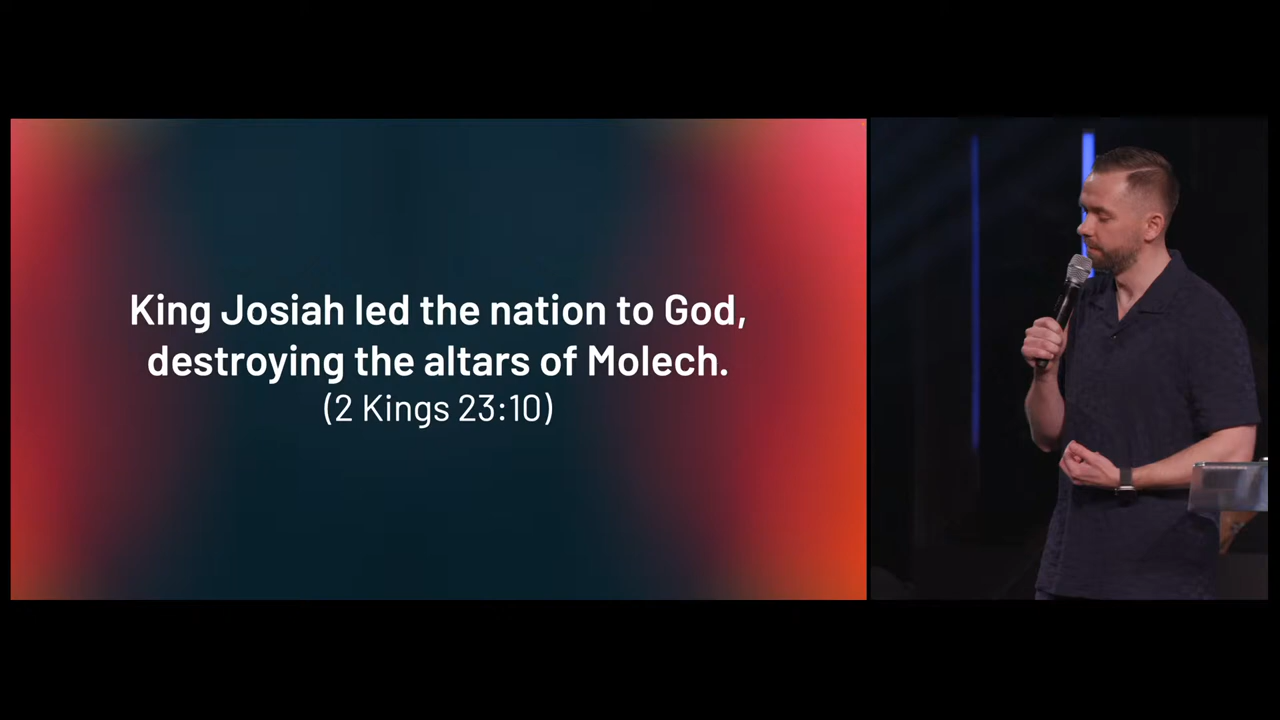 King Josiah led the nation to God,
destroying the altars of Molech.
(2 Kings 23:10)